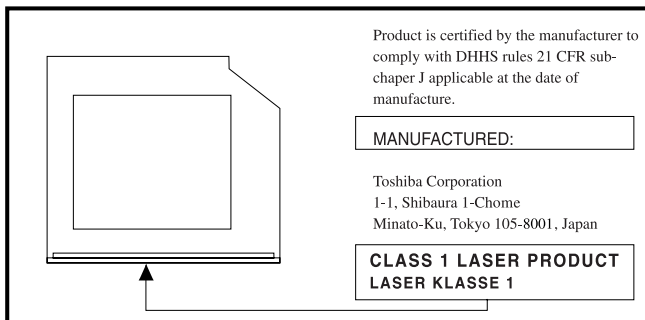 Product is certified by the manufacturer to
comply with DHHS rules 21 CFR sub-
chaper J applicable at the date of
manufacture.
MANUFACTURED:
Toshiba Corporation
1-1, Shibaura 1-Chome
Minato-Ku, Tokyo 105-8001, Japan
CLASS 1 LASER PRODUCT
LASER KLASSE 1